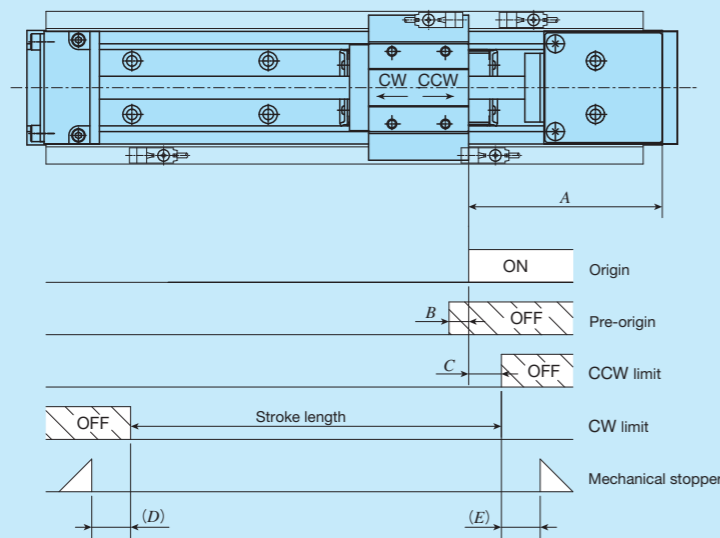 CW CCW
A
ON
Origin
B
OFF
Pre-origin
C
OFF
CCW limit
OFF
Stroke length
CW limit
Mechanical stopper
(D)
(E)